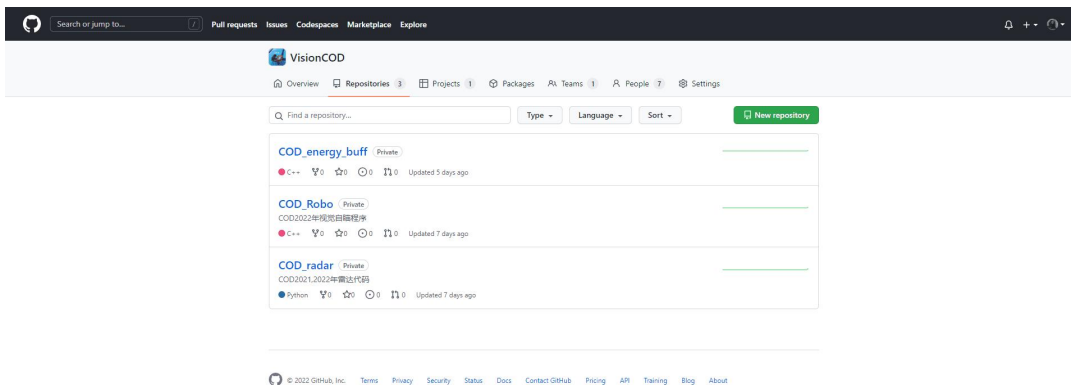 Search or jump to... / Pull requests Issues Codespaces Marketplace Explore
VisionCOD
Overview Repositories 3 Projects 1 Packages Teams 1 People 7 Settings
Find a repository... Type Language Sort New repository
COD_energy_buff Private
C++ 0 0 0 0 Updated 5 days ago
COD_Robo Private
COD2022年视觉自瞄程序
C++ 0 0 0 0 Updated 7 days ago
COD_radar Private
COD2021,2022年雷达代码
Python 0 0 0 0 Updated 7 days ago
© 2022 GitHub, Inc. Terms Privacy Security Status Docs Contact GitHub Pricing API Training Blog About